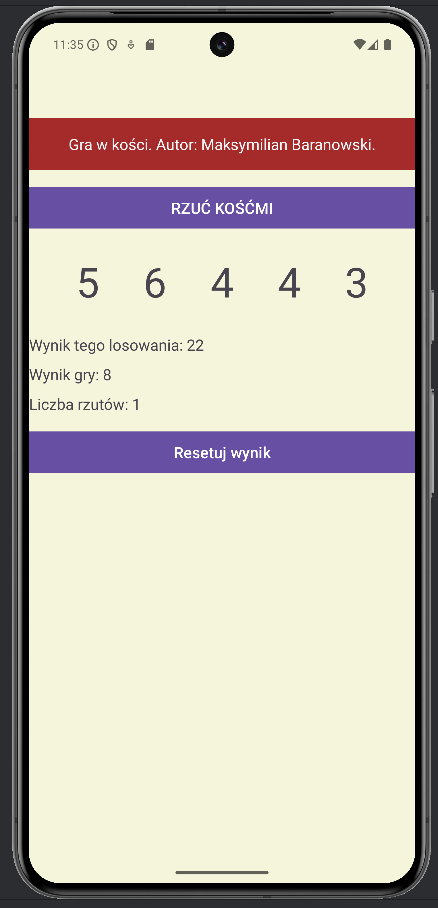 11:35
Gra w kości. Autor: Maksymilian Baranowski.
RZUĆ KOŚĆMI
5 6 4 4 3
Wynik tego losowania: 22
Wynik gry: 8
Liczba rzutów: 1
Resetuj wynik